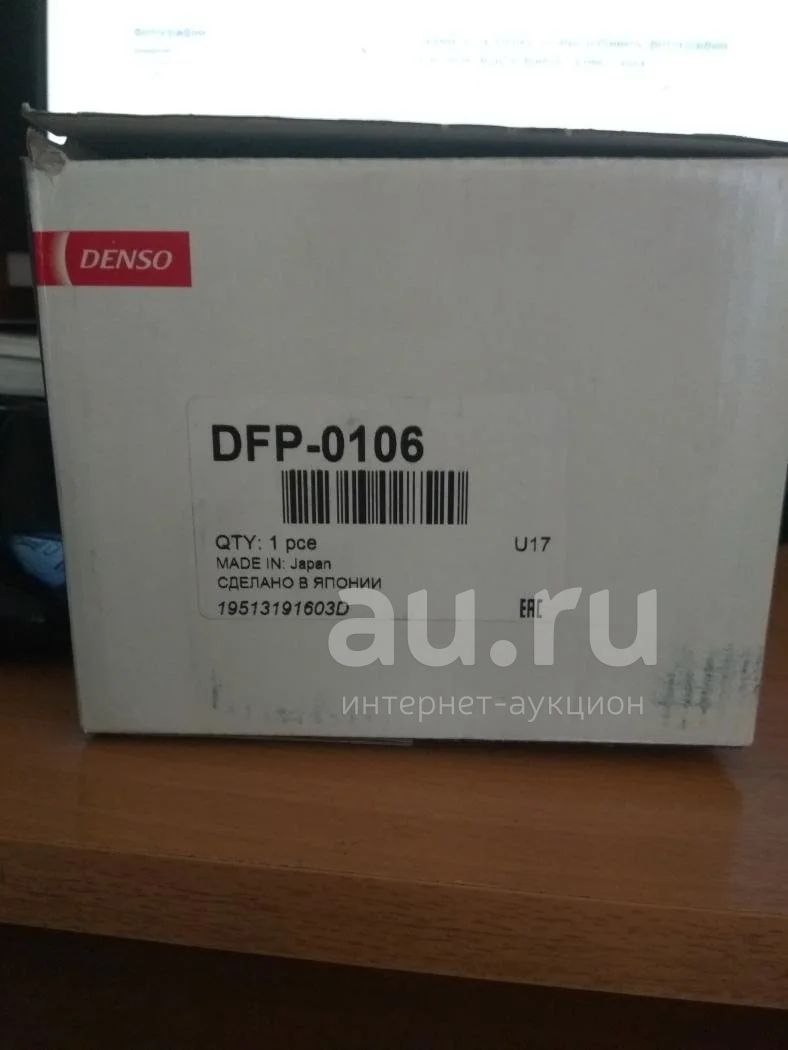 DENSO
DFP-0106
QTY: 1 pce
U17
MADE IN: Japan
СДЕЛАНО В ЯПОНИИ
19513191603D
EAC
au.ru
интернет-аукцион